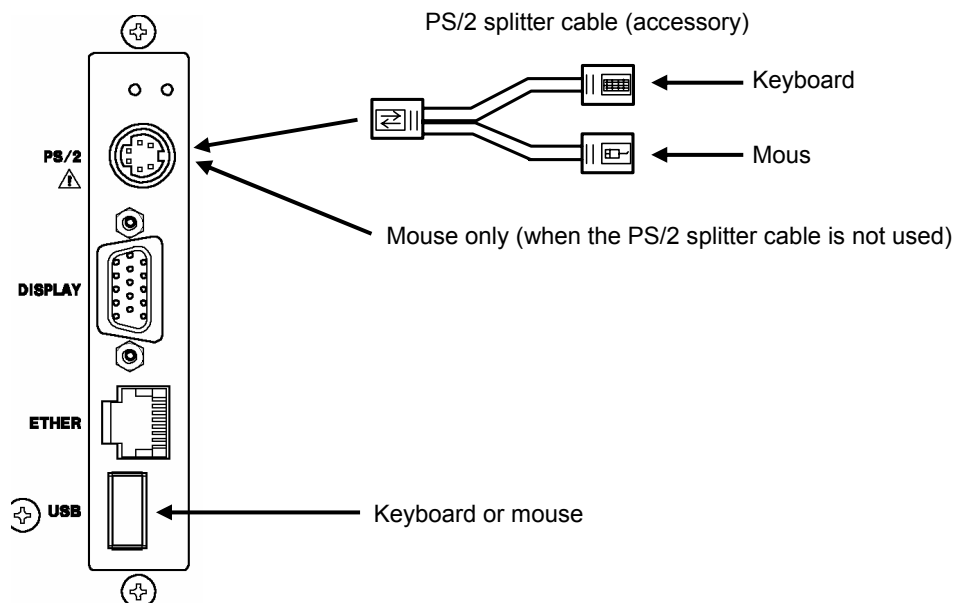 PS/2 splitter cable (accessory)
Keyboard
PS/2
Mous
Mouse only (when the PS/2 splitter cable is not used)
DISPLAY
ETHER
USB
Keyboard or mouse